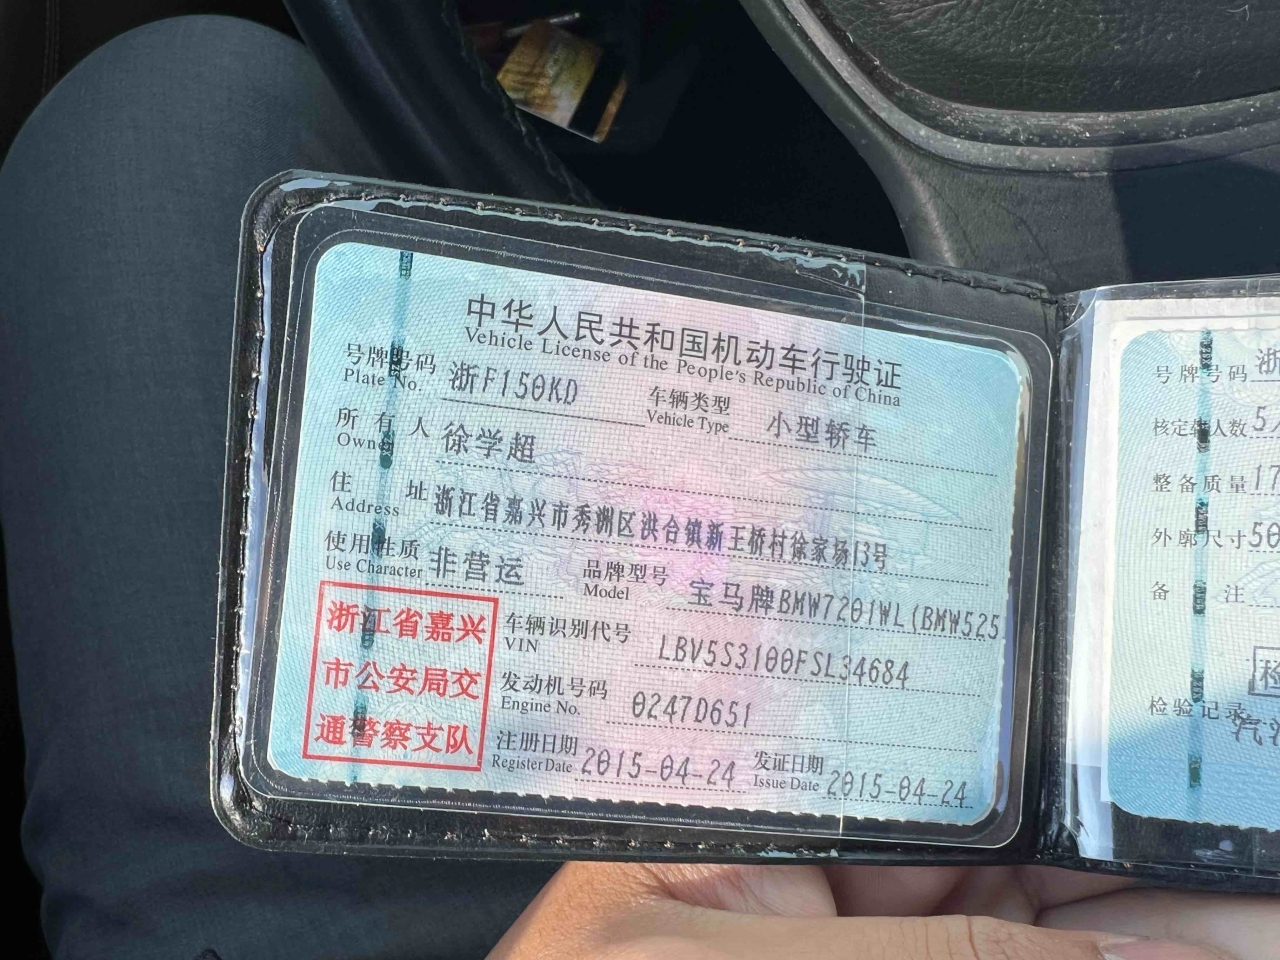 中华人民共和国机动车行驶证
Vehicle License of the People's Republic of China
号牌号码 浙F150KD 车辆类型 小型轿车
Plate No. Vehicle Type
所有人 徐学超
Owner
住址 浙江省嘉兴市秀洲区洪合镇新王桥村徐家场13号
Address
使用性质 非营运 品牌型号 宝马牌BMW7201WL(BMW525
Use Character Model
浙江省嘉兴
市公安局交
通警察支队
车辆识别代号 LBV5S3100FSL34684
VIN
发动机号码 0247D651
Engine No.
注册日期 2015-04-24 发证日期 2015-04-24
Register Date Issue Date
号牌号码 浙
核定载人数 5
整备质量 17
外廓尺寸 50
备注
检
检验记录